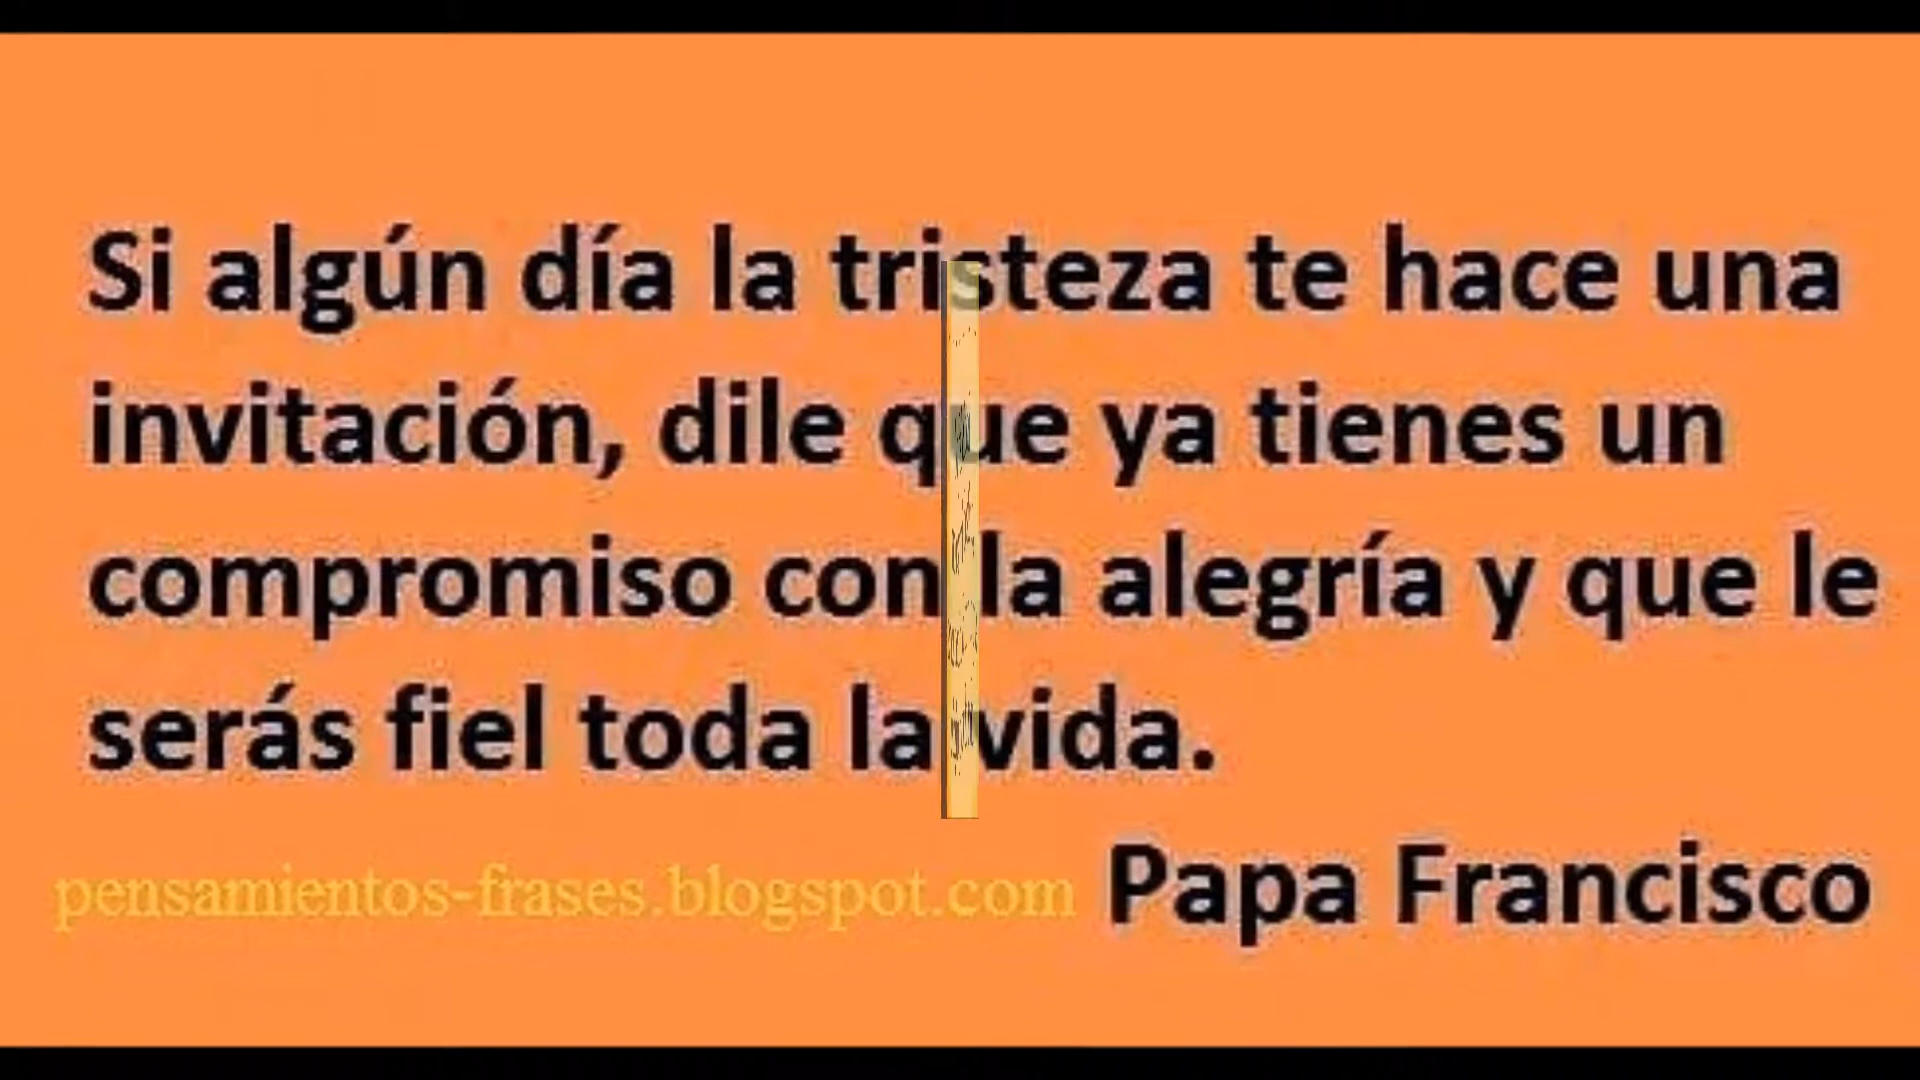 Si algún día la tristeza te hace una
invitación, dile que ya tienes un
compromiso con la alegría y que le
serás fiel toda la vida.
Papa Francisco
pensamientos-frases.blogspot.com